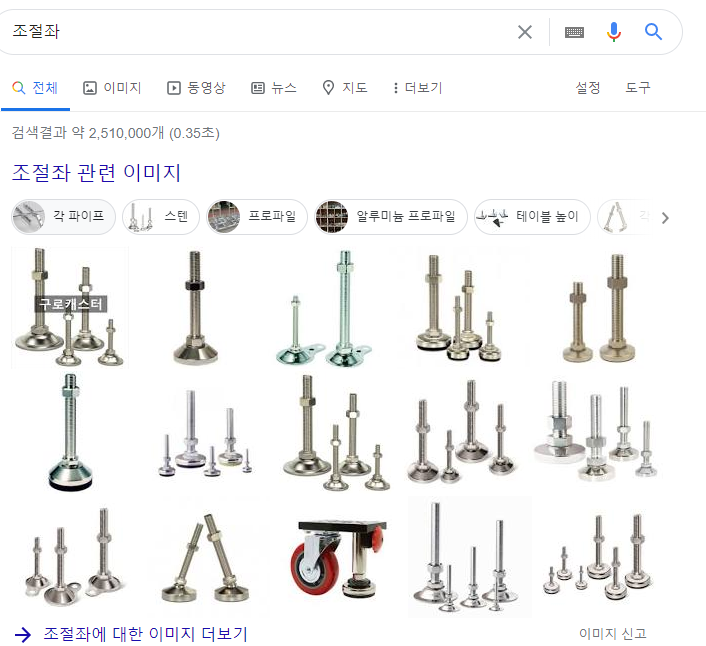 조절좌
전체 이미지 동영상 뉴스 지도 더보기 설정 도구
검색결과 약 2,510,000개 (0.35초)
조절좌 관련 이미지
각 파이프 스텐 프로파일 알루미늄 프로파일 테이블 높이
구로캐스터
조절좌에 대한 이미지 더보기 이미지 신고